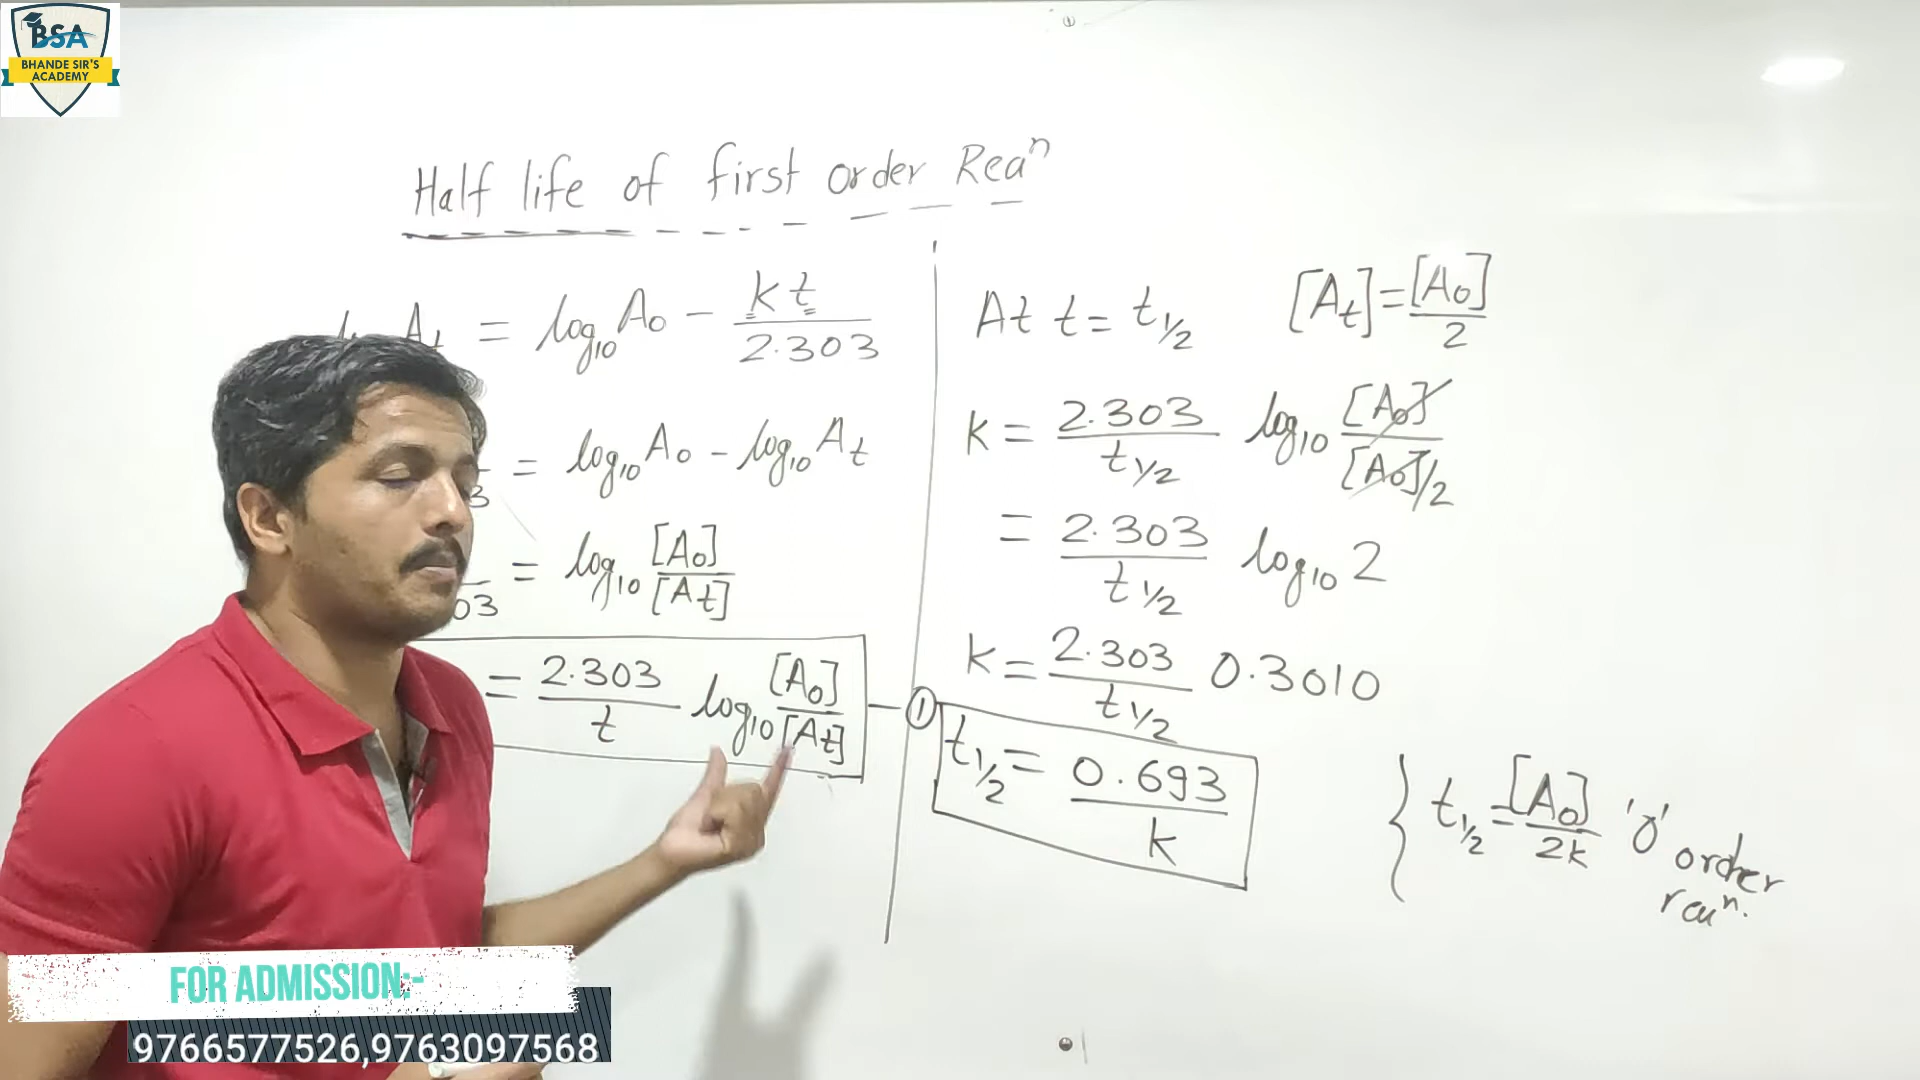 BSA
BHANDE SIR'S
ACADEMY
Half life of first order Reaⁿ
At = log₁₀ A₀ - kt/2.303
= log₁₀ A₀ - log₁₀ At
= log₁₀ [A₀]/[At]
= 2.303/t log₁₀ [A₀]/[At] — ①
At t = t1/2 [At] = [A₀]/2
k = 2.303/t1/2 log₁₀ [A₀]/[A₀]/2
= 2.303/t1/2 log₁₀ 2
k = 2.303/t1/2 0.3010
t1/2 = 0.693/k
{ t1/2 = [A₀]/2k '0' order
reaⁿ.
FOR ADMISSION:-
9766577526,9763097568